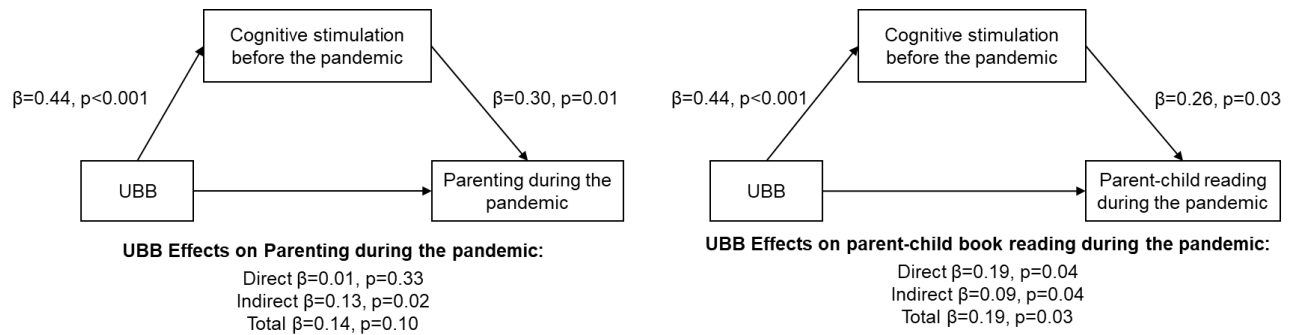 Cognitive stimulation
before the pandemic
β=0.44, p<0.001
β=0.30, p=0.01
UBB
Parenting during the
pandemic
UBB Effects on Parenting during the pandemic:
Direct β=0.01, p=0.33
Indirect β=0.13, p=0.02
Total β=0.14, p=0.10
Cognitive stimulation
before the pandemic
β=0.44, p<0.001
β=0.26, p=0.03
UBB
Parent-child reading
during the pandemic
UBB Effects on parent-child book reading during the pandemic:
Direct β=0.19, p=0.04
Indirect β=0.09, p=0.04
Total β=0.19, p=0.03